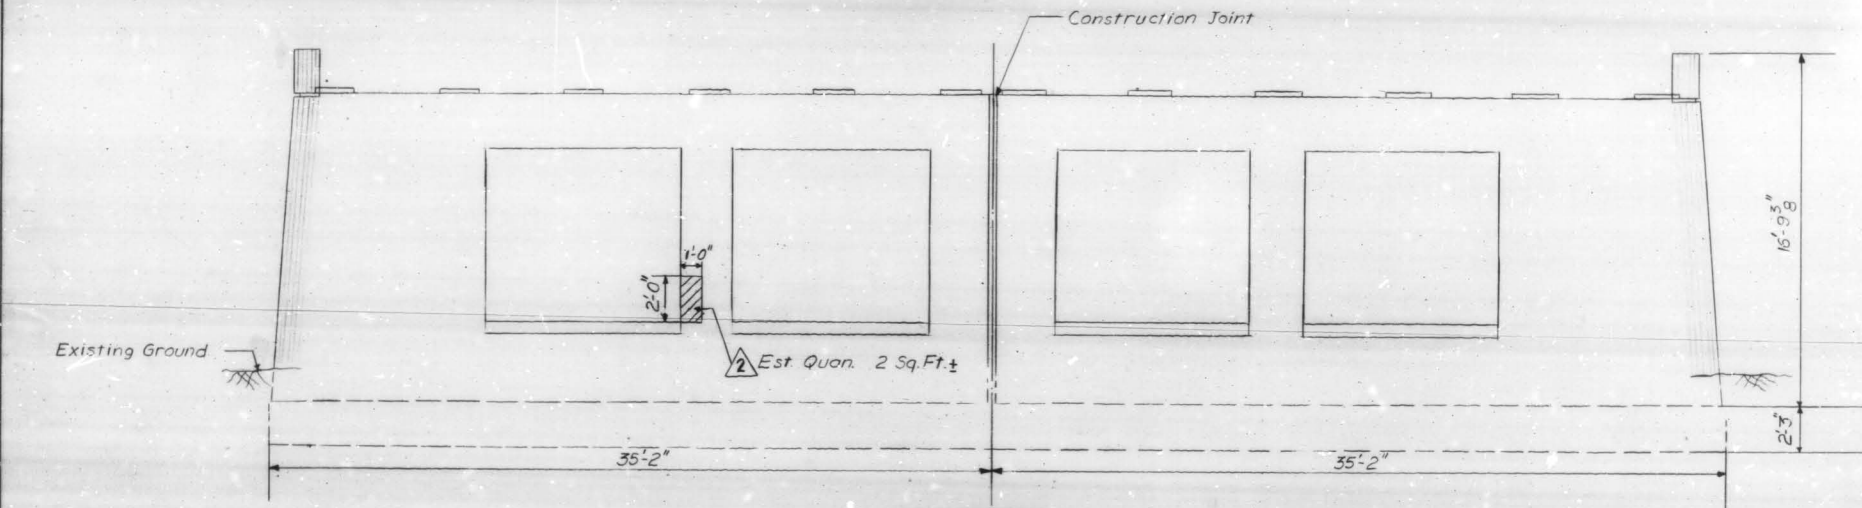 Construction Joint
16'-9 3/8"
1'-0"
2'-0"
Existing Ground
2 Est. Quan. 2 Sq.Ft.±
2'-3"
35'-2"
35'-2"